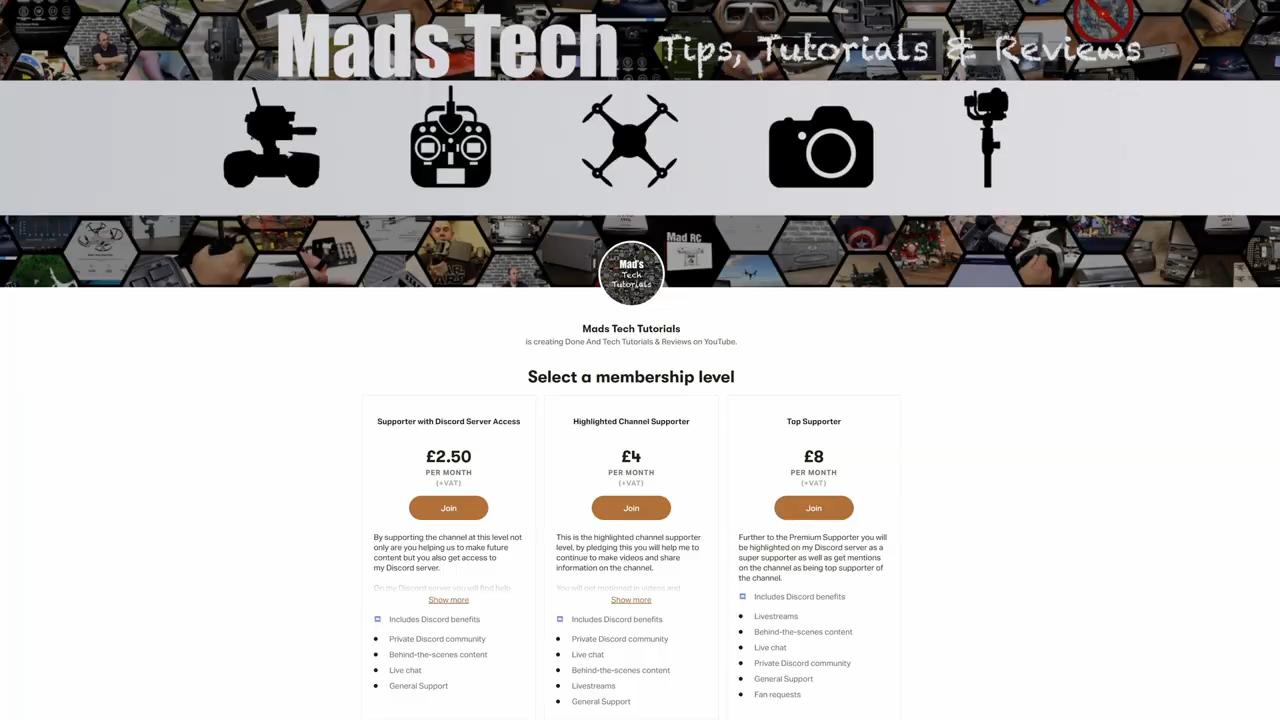 Mads Tech Tips, Tutorials & Reviews
Mad RC
Mad's
Tech
Tutorials
Mads Tech Tutorials
is creating Done And Tech Tutorials & Reviews on YouTube.
Select a membership level
Supporter with Discord Server Access
£2.50
PER MONTH
(+VAT)
Join
By supporting the channel at this level not
only are you helping us to make future
content but you also get access to
my Discord server.
On my Discord server you will find help
Show more
Includes Discord benefits
Private Discord community
Behind-the-scenes content
Live chat
General Support
Highlighted Channel Supporter
£4
PER MONTH
(+VAT)
Join
This is the highlighted channel supporter
level, by pledging this you will help me to
continue to make videos and share
information on the channel.
You will get motioned in videos and
Show more
Includes Discord benefits
Private Discord community
Live chat
Behind-the-scenes content
Livestreams
General Support
Top Supporter
£8
PER MONTH
(+VAT)
Join
Further to the Premium Supporter you will
be highlighted on my Discord server as a
super supporter as well as get mentions
on the channel as being top supporter of
the channel.
Includes Discord benefits
Livestreams
Behind-the-scenes content
Live chat
Private Discord community
General Support
Fan requests